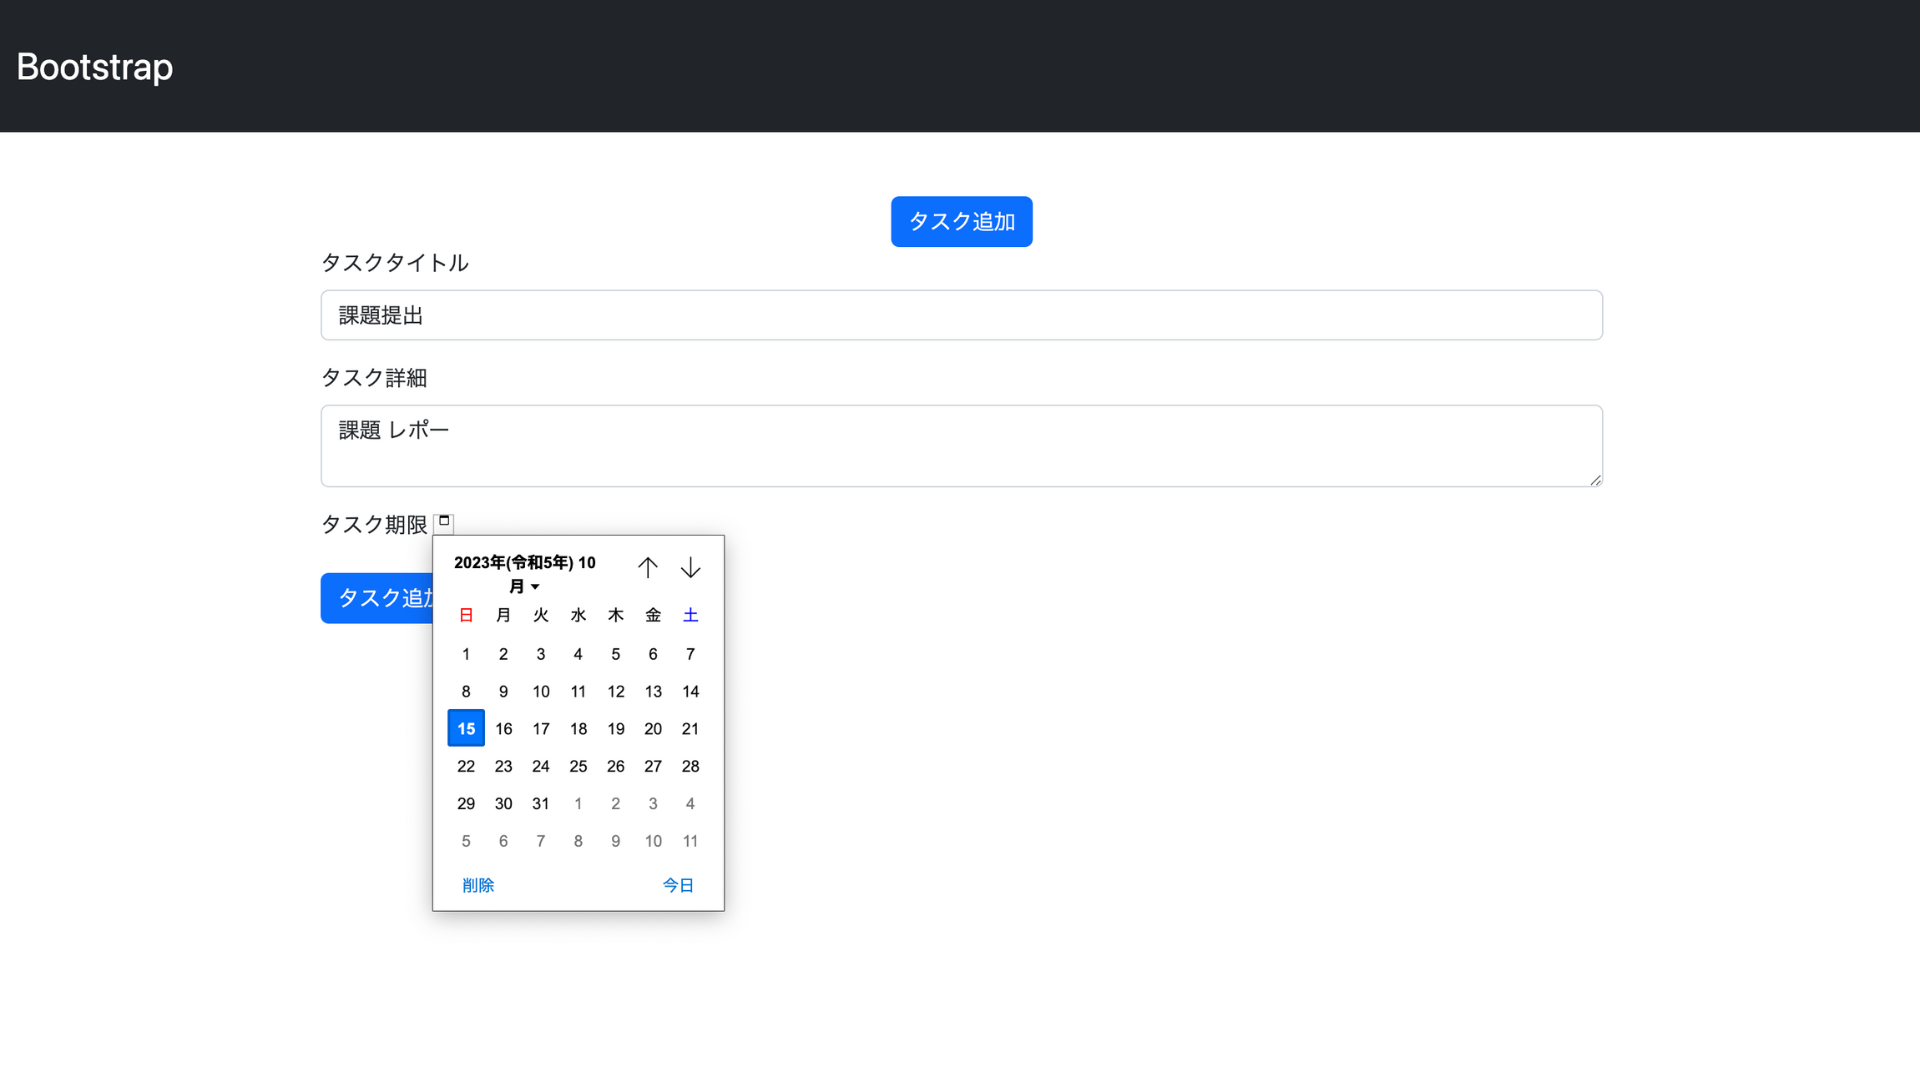 Bootstrap
タスク追加
タスクタイトル
課題提出
タスク詳細
課題 レポー
タスク期限
2023年(令和5年) 10
月
日 月 火 水 木 金 土
1 2 3 4 5 6 7
8 9 10 11 12 13 14
15 16 17 18 19 20 21
22 23 24 25 26 27 28
29 30 31 1 2 3 4
5 6 7 8 9 10 11
削除 今日
タスク追加